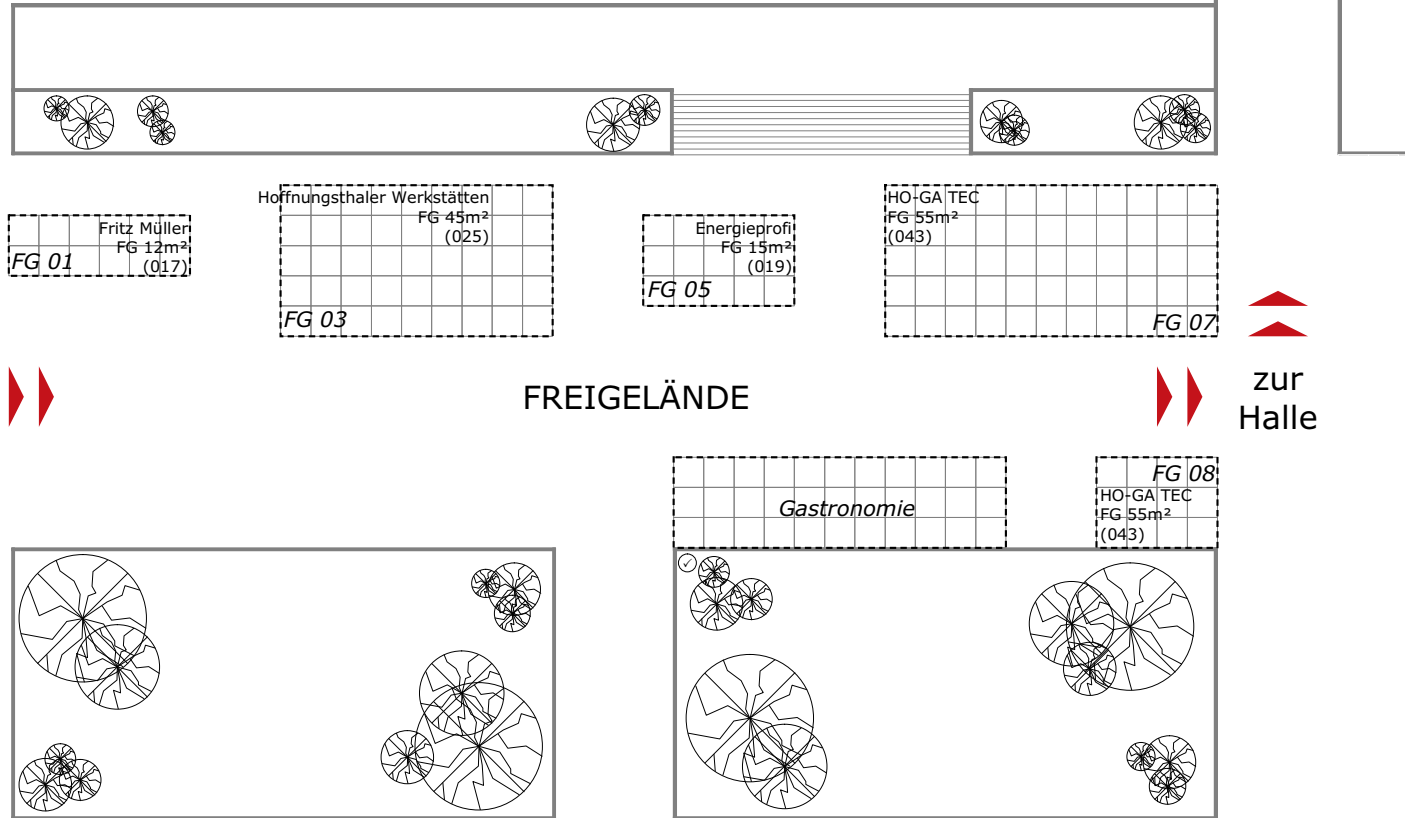 Fritz Müller
FG 12m²
(017)
FG 01
Hoffnungsthaler Werkstätten
FG 45m²
(025)
FG 03
Energieprofi
FG 15m²
(019)
FG 05
HO-GA TEC
FG 55m²
(043)
FG 07
FREIGELÄNDE
zur
Halle
Gastronomie
FG 08
HO-GA TEC
FG 55m²
(043)